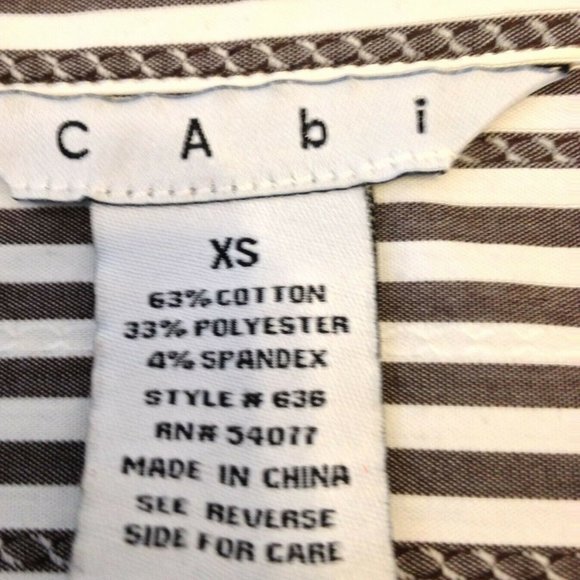 CAbi
XS
63% COTTON
33% POLYESTER
4% SPANDEX
STYLE # 636
RN# 54077
MADE IN CHINA
SEE REVERSE
SIDE FOR CARE